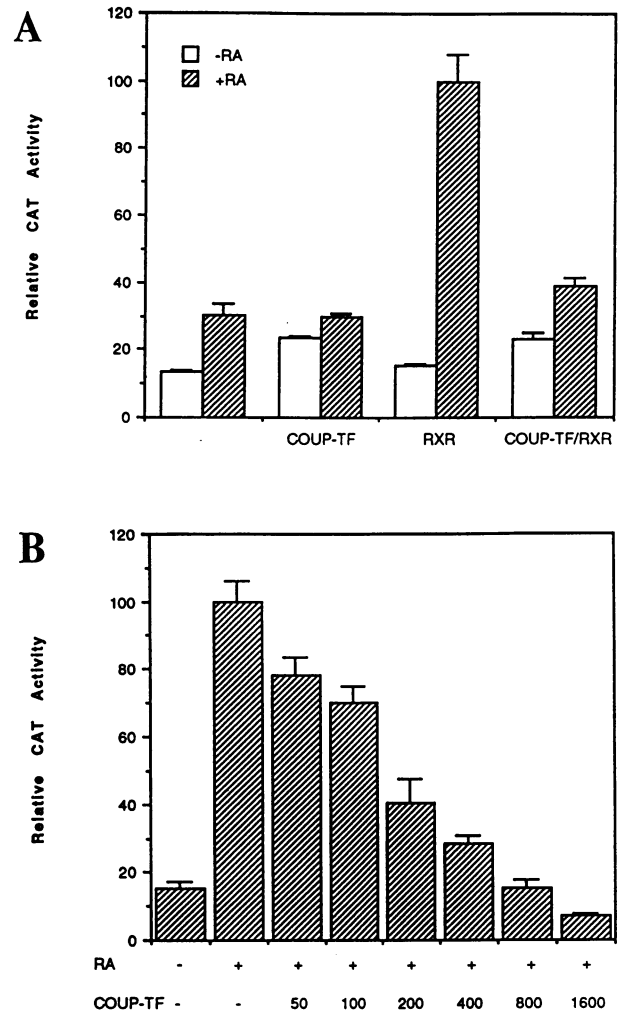 A
120
100
80
60
40
20
0
Relative CAT Activity
-RA
+RA
- COUP-TF RXR COUP-TF/RXR
B
120
100
80
60
40
20
0
Relative CAT Activity
RA - + + + + + + +
COUP-TF - - 50 100 200 400 800 1600